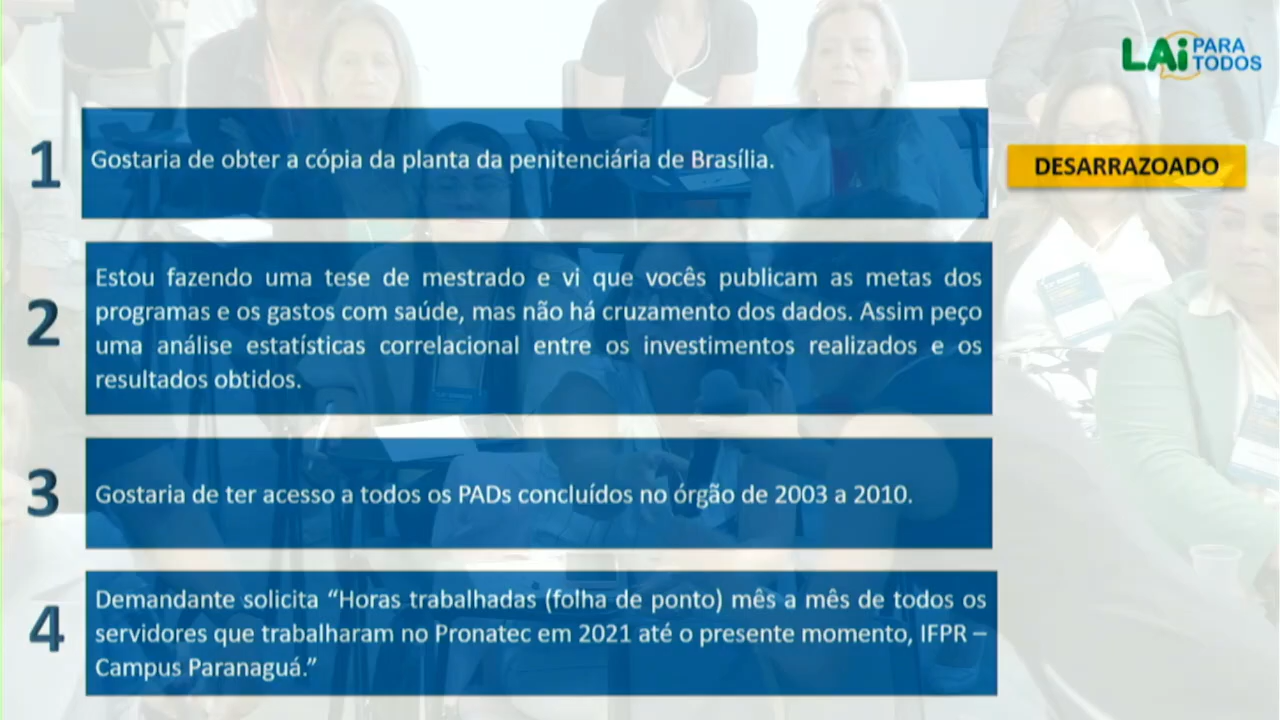 LAi PARA
TODOS
1
Gostaria de obter a cópia da planta da penitenciária de Brasília.
DESARRAZOADO
2
Estou fazendo uma tese de mestrado e vi que vocês publicam as metas dos
programas e os gastos com saúde, mas não há cruzamento dos dados. Assim peço
uma análise estatísticas correlacional entre os investimentos realizados e os
resultados obtidos.
3
Gostaria de ter acesso a todos os PADs concluídos no órgão de 2003 a 2010.
4
Demandante solicita “Horas trabalhadas (folha de ponto) mês a mês de todos os
servidores que trabalharam no Pronatec em 2021 até o presente momento, IFPR –
Campus Paranaguá.”